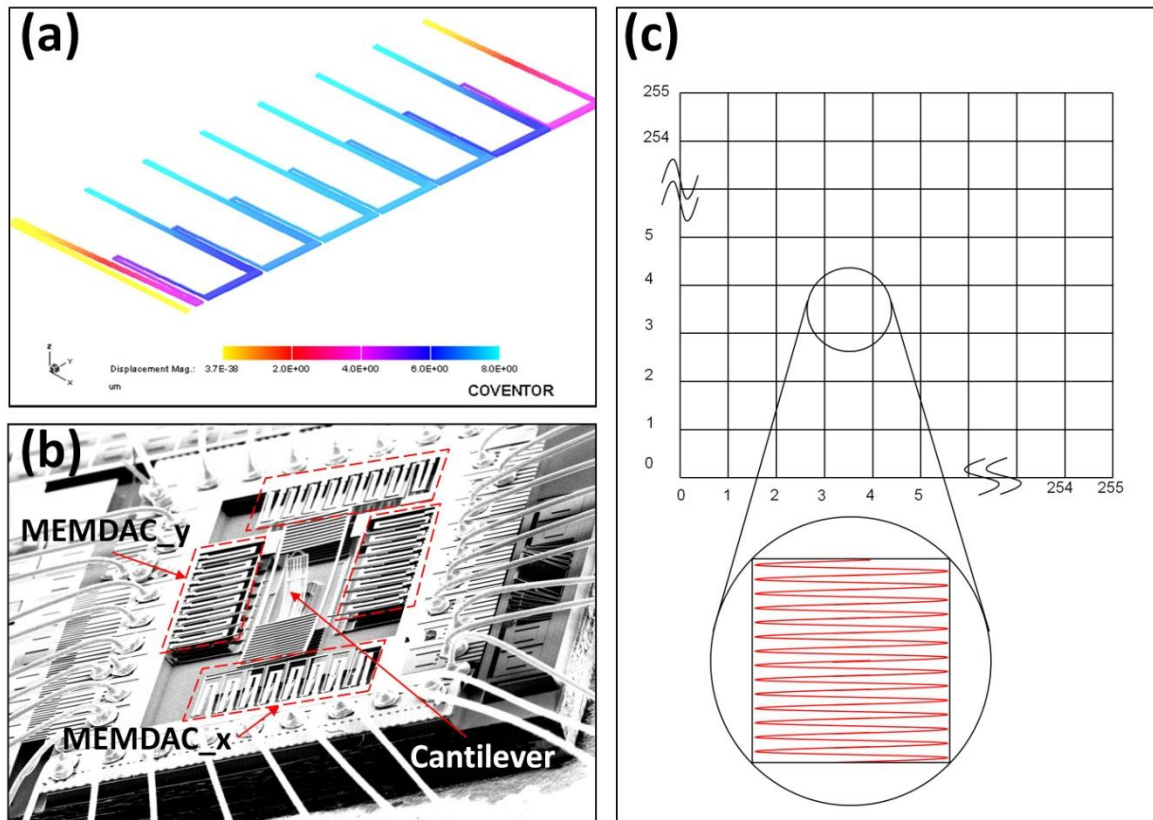 (a)
Z
Y
X
Displacement Mag.: 3.7E-38 2.0E+00 4.0E+00 6.0E+00 8.0E+00
um
COVENTOR
(b)
MEMDAC_y
MEMDAC_x
Cantilever
(c)
255
254
5
4
3
2
1
0
0 1 2 3 4 5 254 255